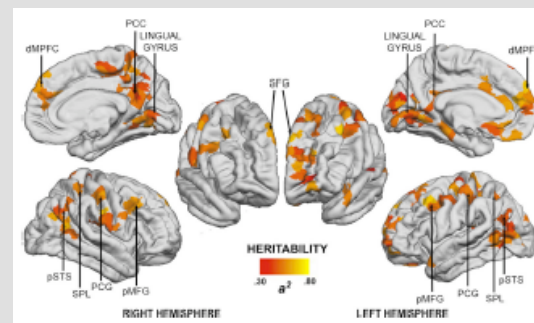 PCC
LINGUAL
GYRUS
dMPFC
PCC
LINGUAL
GYRUS
dMPF
SFG
HERITABILITY
.30 a² .80
pSTS
SPL
PCG
pMFG
pMFG
PCG
SPL
pSTS
RIGHT HEMISPHERE
LEFT HEMISPHERE